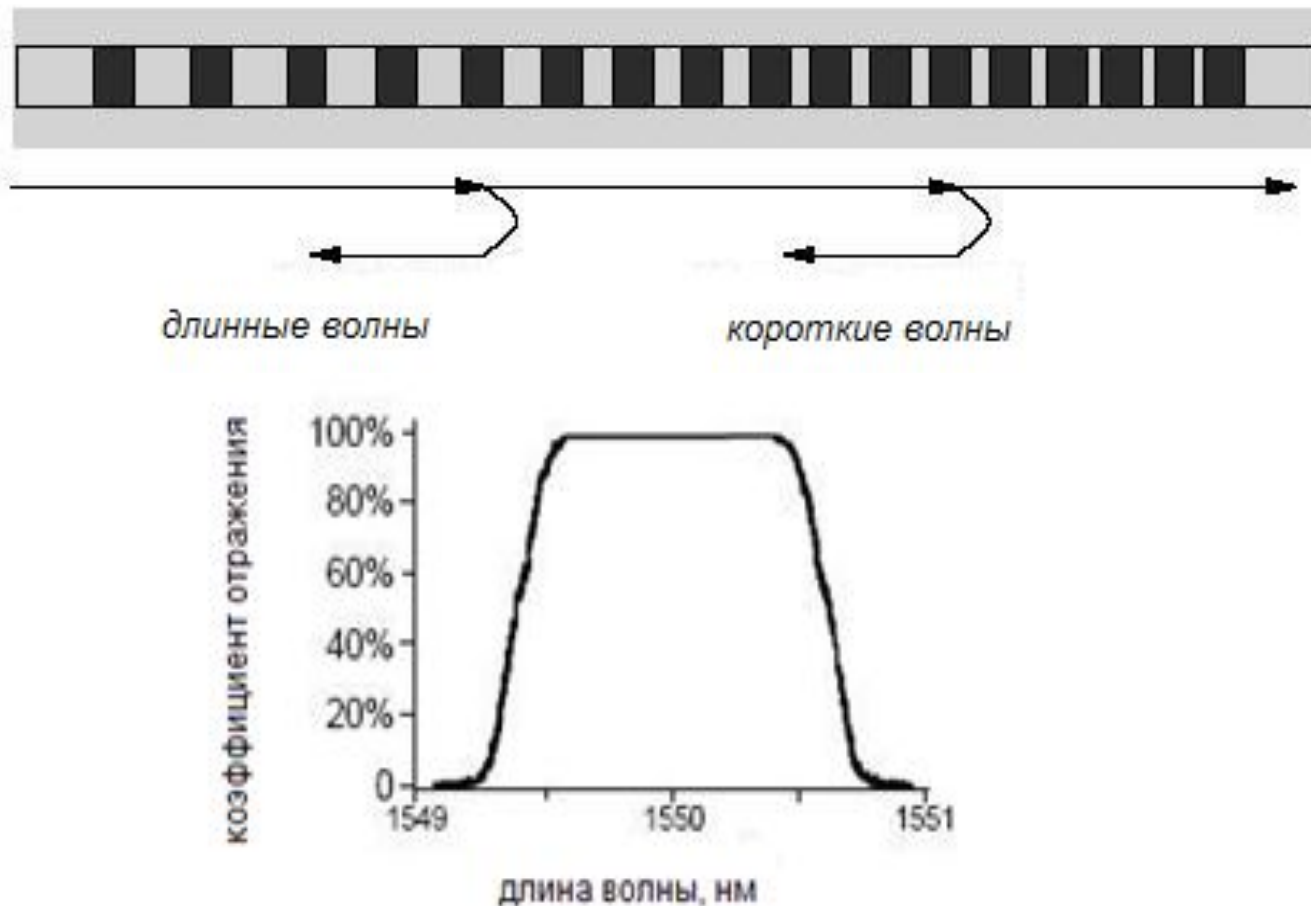 длинные волны
короткие волны
коэффициент отражения
100%
80%
60%
40%
20%
0
1549
1550
1551
длина волны, нм